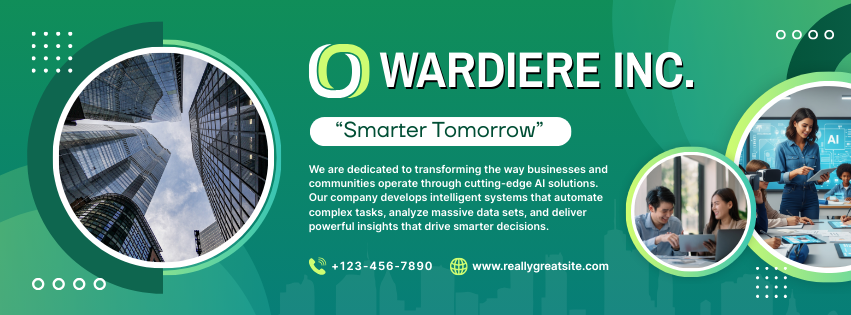 WARDIERE INC.
“Smarter Tomorrow”
We are dedicated to transforming the way businesses and
communities operate through cutting-edge AI solutions.
Our company develops intelligent systems that automate
complex tasks, analyze massive data sets, and deliver
powerful insights that drive smarter decisions.
+123-456-7890 www.reallygreatsite.com
AI